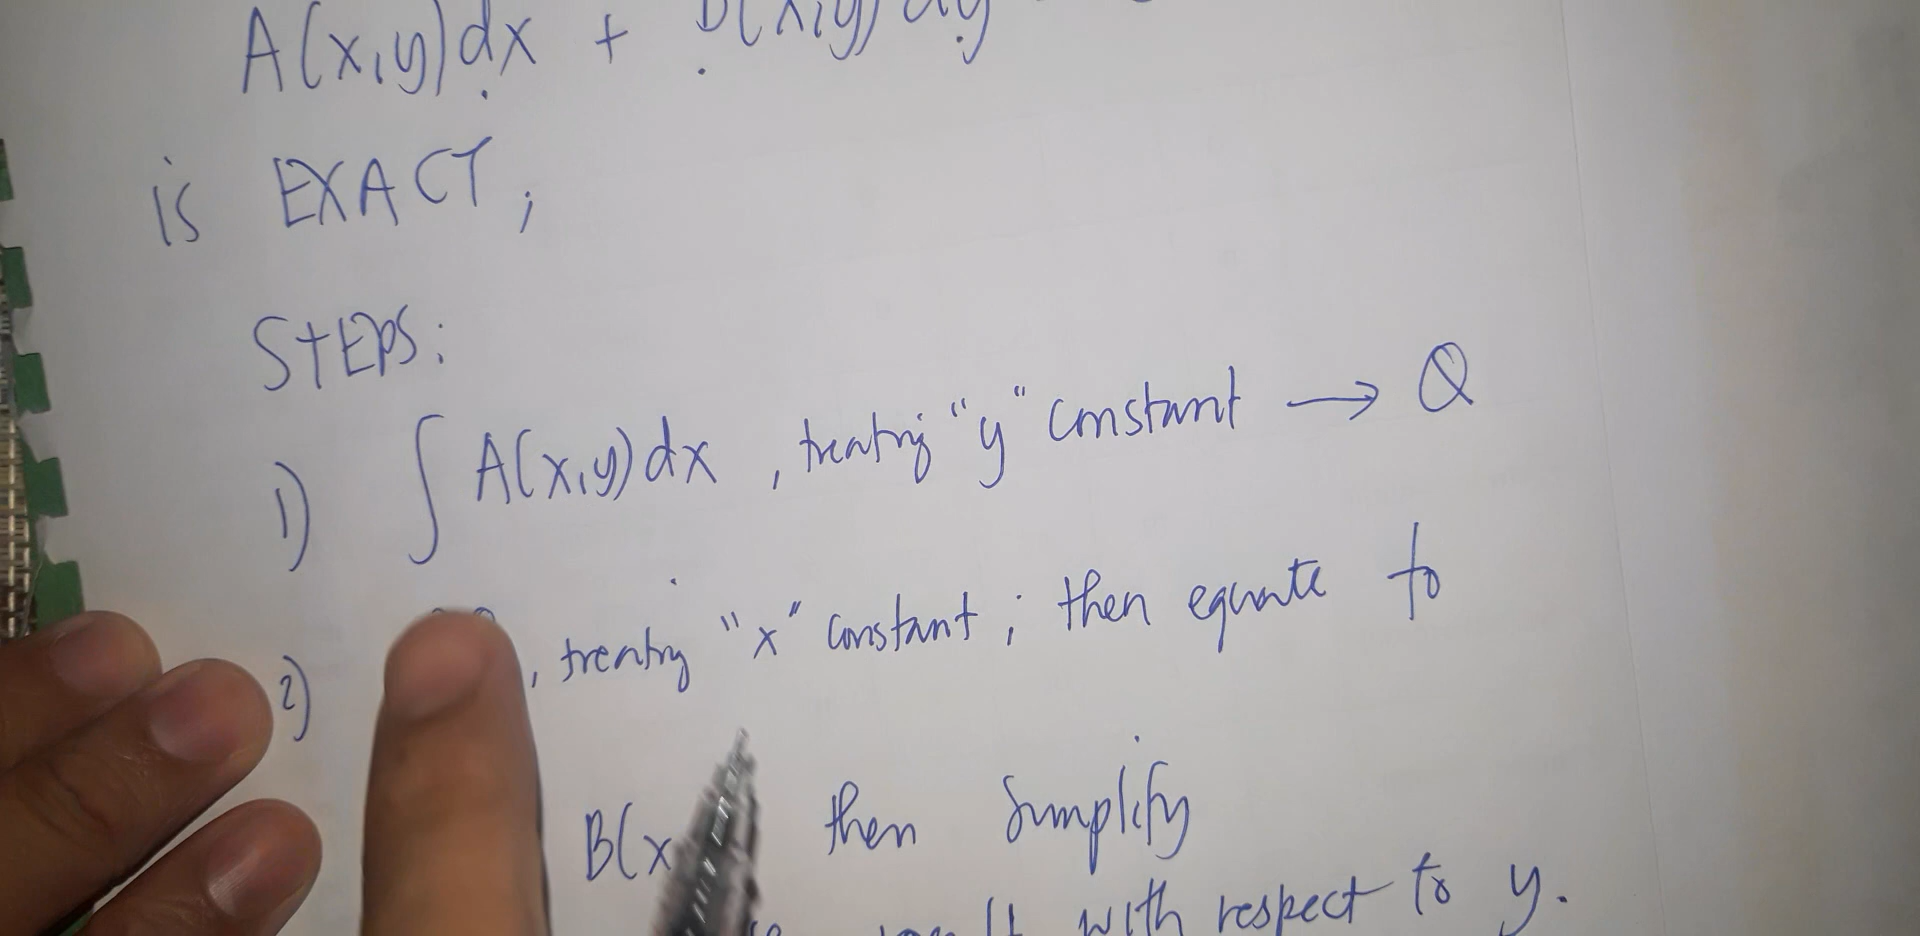 A(x,y)dx +
is EXACT,
STEPS:
1) ∫ A(x,y)dx , treating "y" constant → Q
2) , treating "x" constant ; then equate to
B(x then simplify
with respect to y.